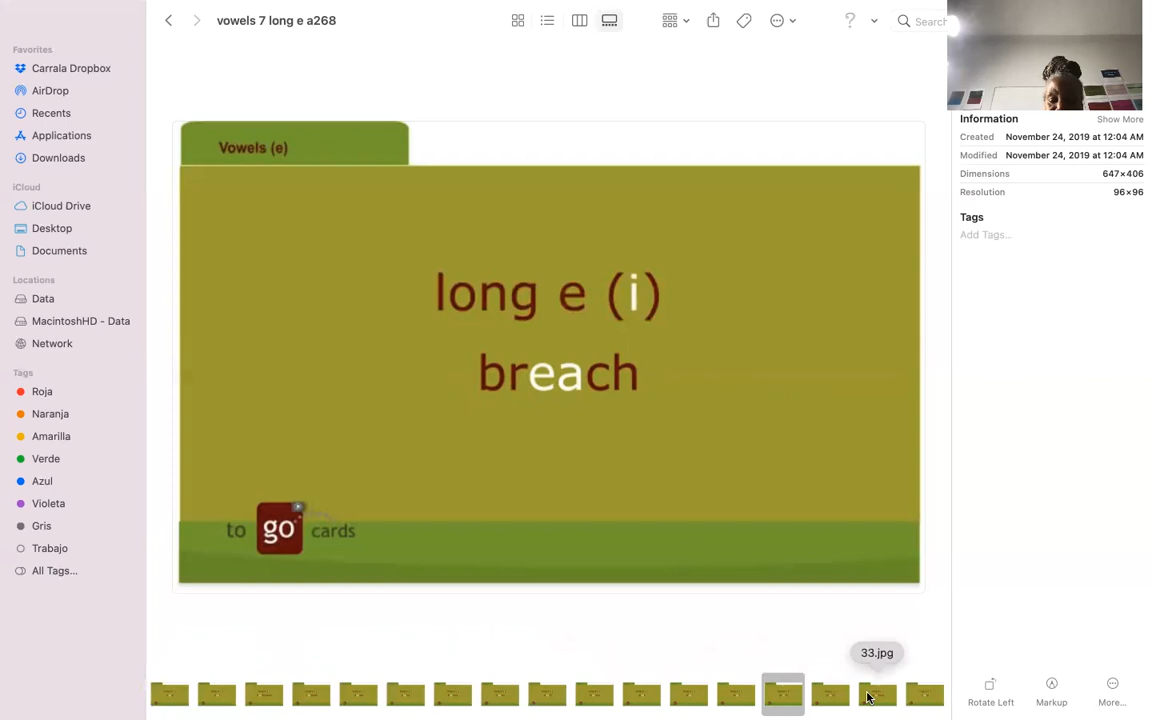 vowels 7 long e a268
Search
Favorites
Carrala Dropbox
AirDrop
Recents
Applications
Downloads
iCloud
iCloud Drive
Desktop
Documents
Locations
Data
MacintoshHD - Data
Network
Tags
Roja
Naranja
Amarilla
Verde
Azul
Violeta
Gris
Trabajo
All Tags...
Vowels (e)
long e (i)
breach
to go cards
33.jpg
Information
Show More
Created November 24, 2019 at 12:04 AM
Modified November 24, 2019 at 12:04 AM
Dimensions 647×406
Resolution 96×96
Tags
Add Tags...
Rotate Left
Markup
More...